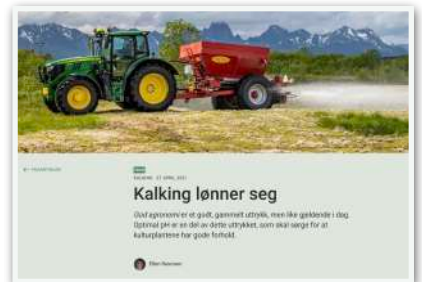 Kalking lønner seg
God agronomi er et godt, gammelt uttrykk, men like gjeldende i dag.
Optimal pH er en del av dette uttrykket, som skal sørge for at
kulturplantene har gode forhold.